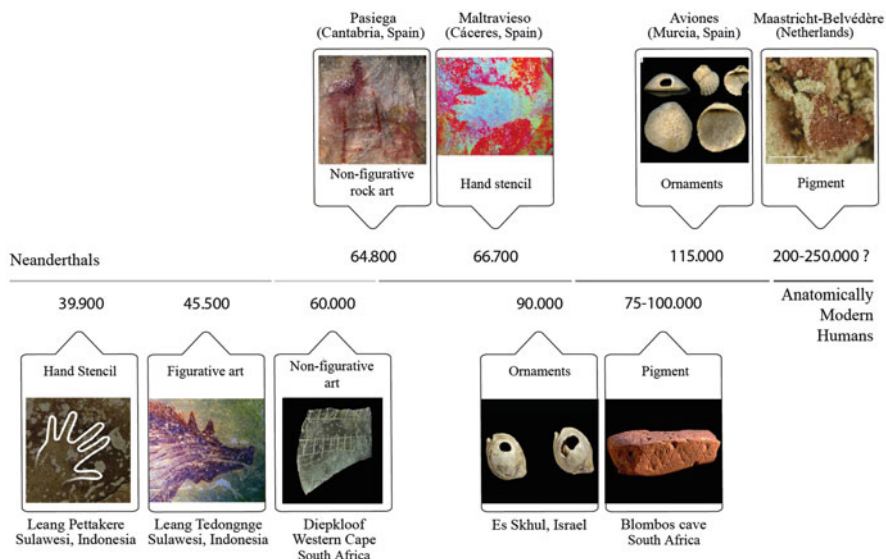 Pasiega
(Cantabria, Spain)
Maltravieso
(Cáceres, Spain)
Aviones
(Murcia, Spain)
Maastricht-Belvédère
(Netherlands)
Non-figurative
rock art
Hand stencil
Ornaments
Pigment
Neanderthals
64.800
66.700
115.000
200-250.000 ?
39.900
45.500
60.000
90.000
75-100.000
Anatomically
Modern
Humans
Hand Stencil
Figurative art
Non-figurative
art
Ornaments
Pigment
Leang Pettakere
Sulawesi, Indonesia
Leang Tedongnge
Sulawesi, Indonesia
Diepkloof
Western Cape
South Africa
Es Skhul, Israel
Blombos cave
South Africa